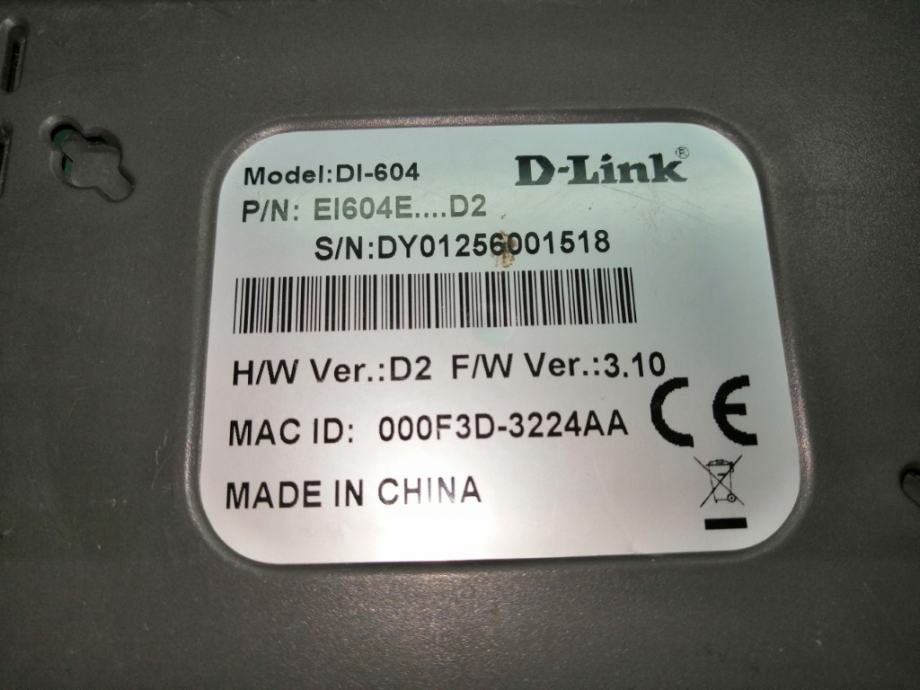 Model:DI-604 D-Link®
P/N: EI604E....D2
S/N:DY01256001518
H/W Ver.:D2 F/W Ver.:3.10
MAC ID: 000F3D-3224AA CE
MADE IN CHINA